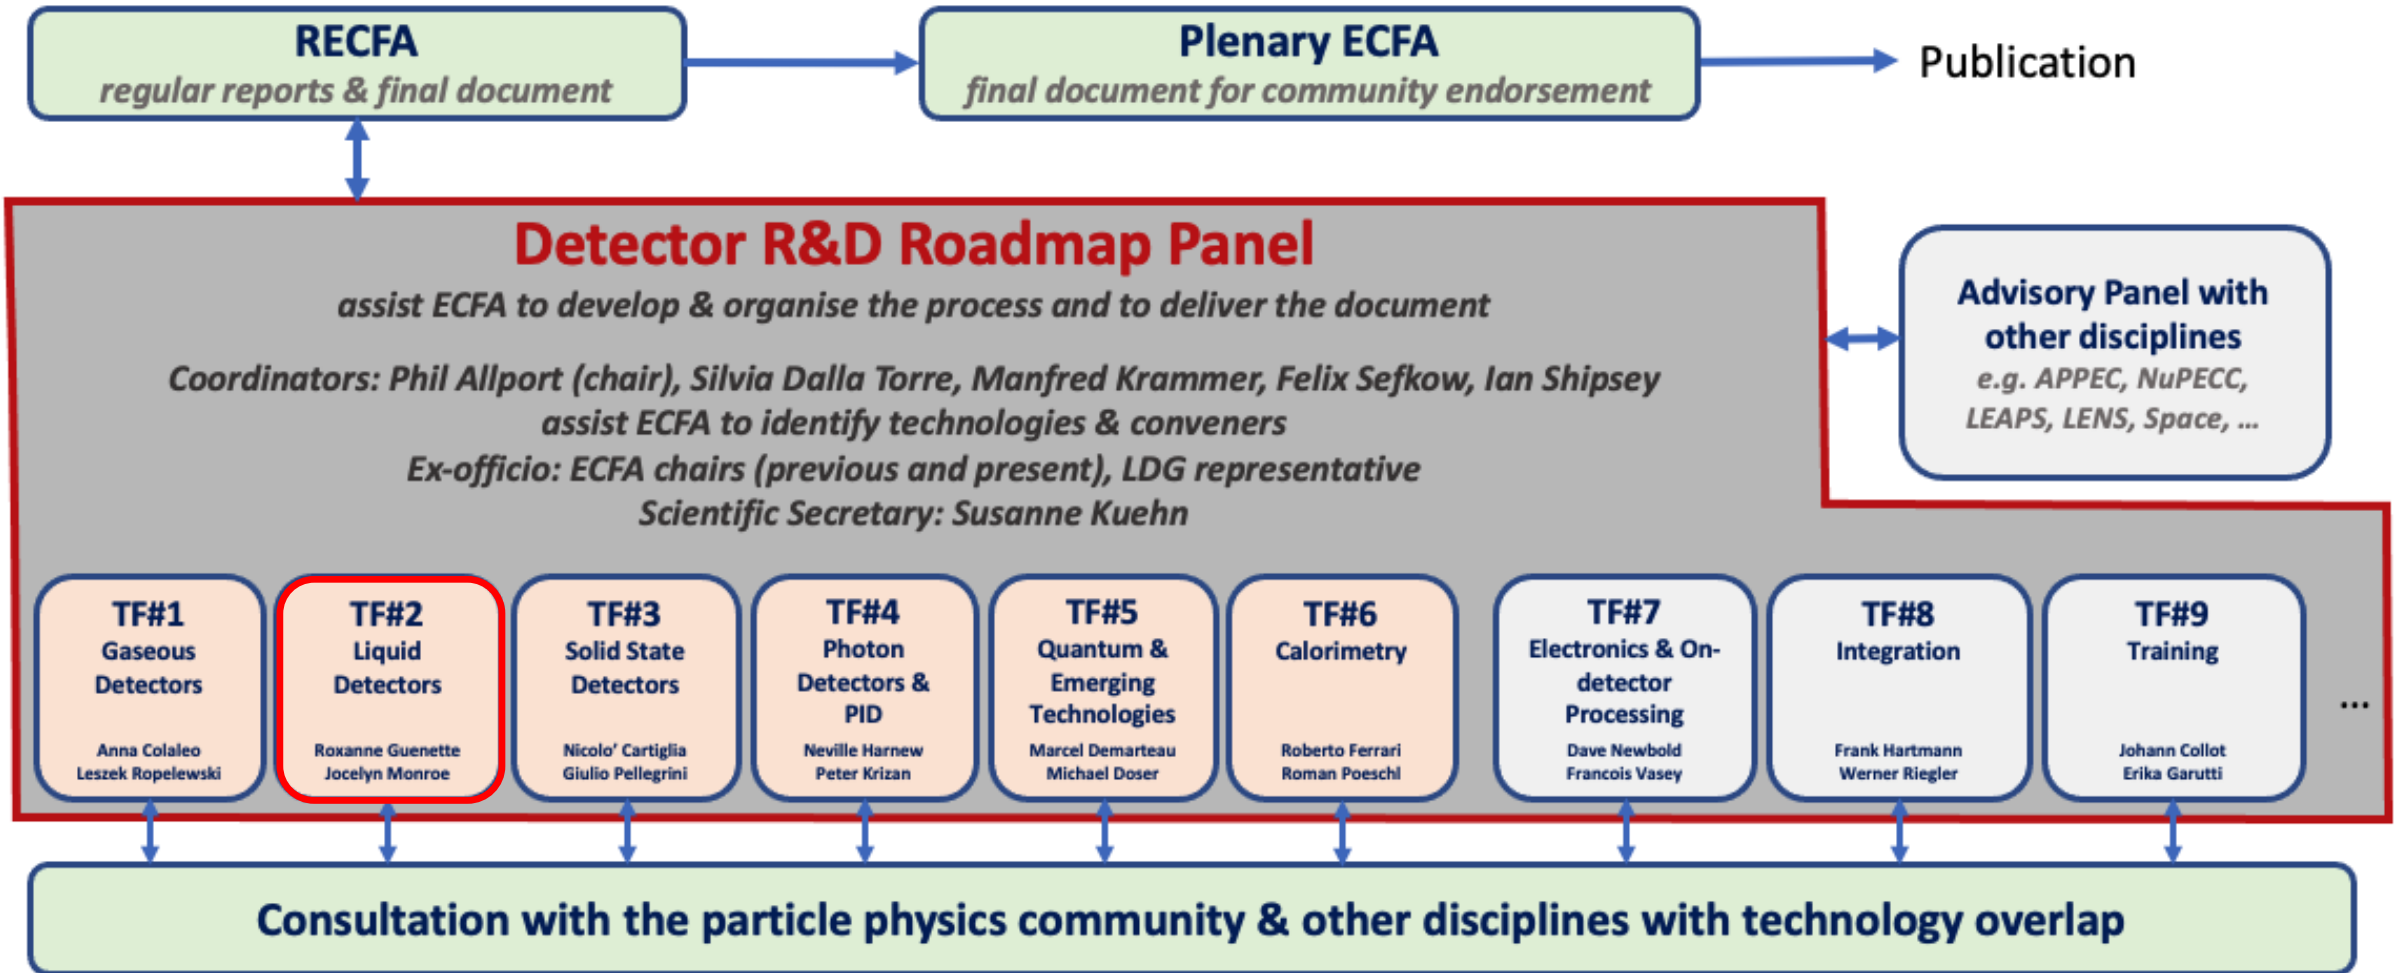 RECFA
regular reports & final document
Plenary ECFA
final document for community endorsement
Publication
Detector R&D Roadmap Panel
assist ECFA to develop & organise the process and to deliver the document
Coordinators: Phil Allport (chair), Silvia Dalla Torre, Manfred Krammer, Felix Sefkow, Ian Shipsey
assist ECFA to identify technologies & conveners
Ex-officio: ECFA chairs (previous and present), LDG representative
Scientific Secretary: Susanne Kuehn
Advisory Panel with
other disciplines
e.g. APPEC, NuPECC,
LEAPS, LENS, Space, ...
TF#1
Gaseous
Detectors
Anna Colaleo
Leszek Ropelewski
TF#2
Liquid
Detectors
Roxanne Guenette
Jocelyn Monroe
TF#3
Solid State
Detectors
Nicolo' Cartiglia
Giulio Pellegrini
TF#4
Photon
Detectors &
PID
Neville Harnew
Peter Krizan
TF#5
Quantum &
Emerging
Technologies
Marcel Demarteau
Michael Doser
TF#6
Calorimetry
Roberto Ferrari
Roman Poeschl
TF#7
Electronics & On-
detector
Processing
Dave Newbold
Francois Vasey
TF#8
Integration
Frank Hartmann
Werner Riegler
TF#9
Training
Johann Collot
Erika Garutti
...
Consultation with the particle physics community & other disciplines with technology overlap